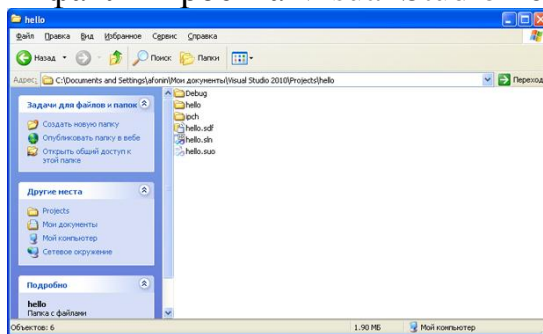 hello
Файл Правка Вид Избранное Сервис Справка
Назад Поиск Папки
Адрес: C:\Documents and Settings\afonin\Мои документы\Visual Studio 2010\Projects\hello Переход
Задачи для файлов и папок
Создать новую папку
Опубликовать папку в вебе
Открыть общий доступ к
этой папке
Другие места
Projects
Мои документы
Мой компьютер
Сетевое окружение
Подробно
hello
Папка с файлами
Debug
hello
ipch
hello.sdf
hello.sln
hello.suo
Объектов: 6 1.90 МБ Мой компьютер